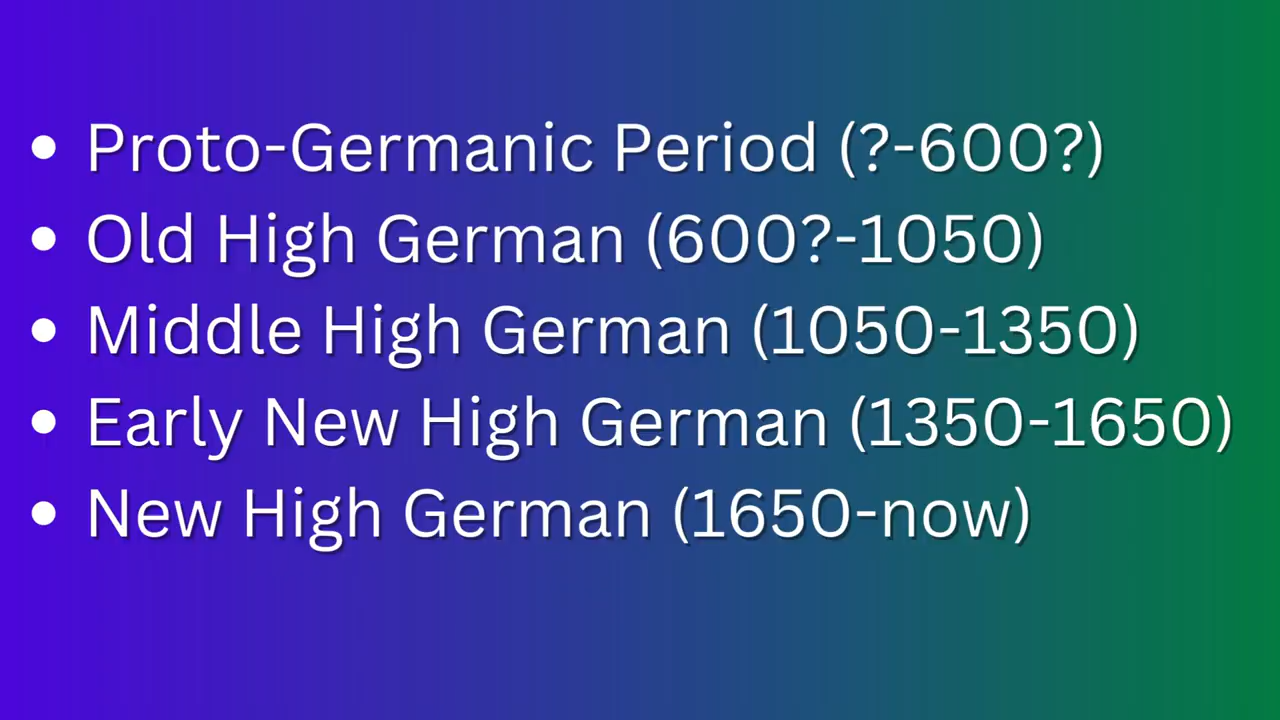 • Proto-Germanic Period (?-600?)
• Old High German (600?-1050)
• Middle High German (1050-1350)
• Early New High German (1350-1650)
• New High German (1650-now)